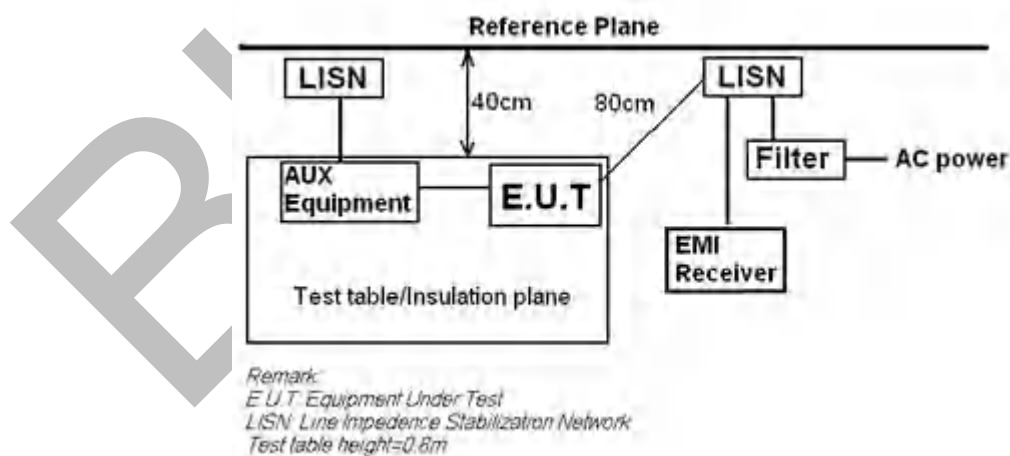 Reference Plane
LISN
40cm
80cm
LISN
Filter
AC power
AUX
Equipment
E.U.T
EMI
Receiver
Test table/Insulation plane
Remark:
E.U.T: Equipment Under Test
LISN: Line Impedence Stabilization Network
Test table height=0.8m